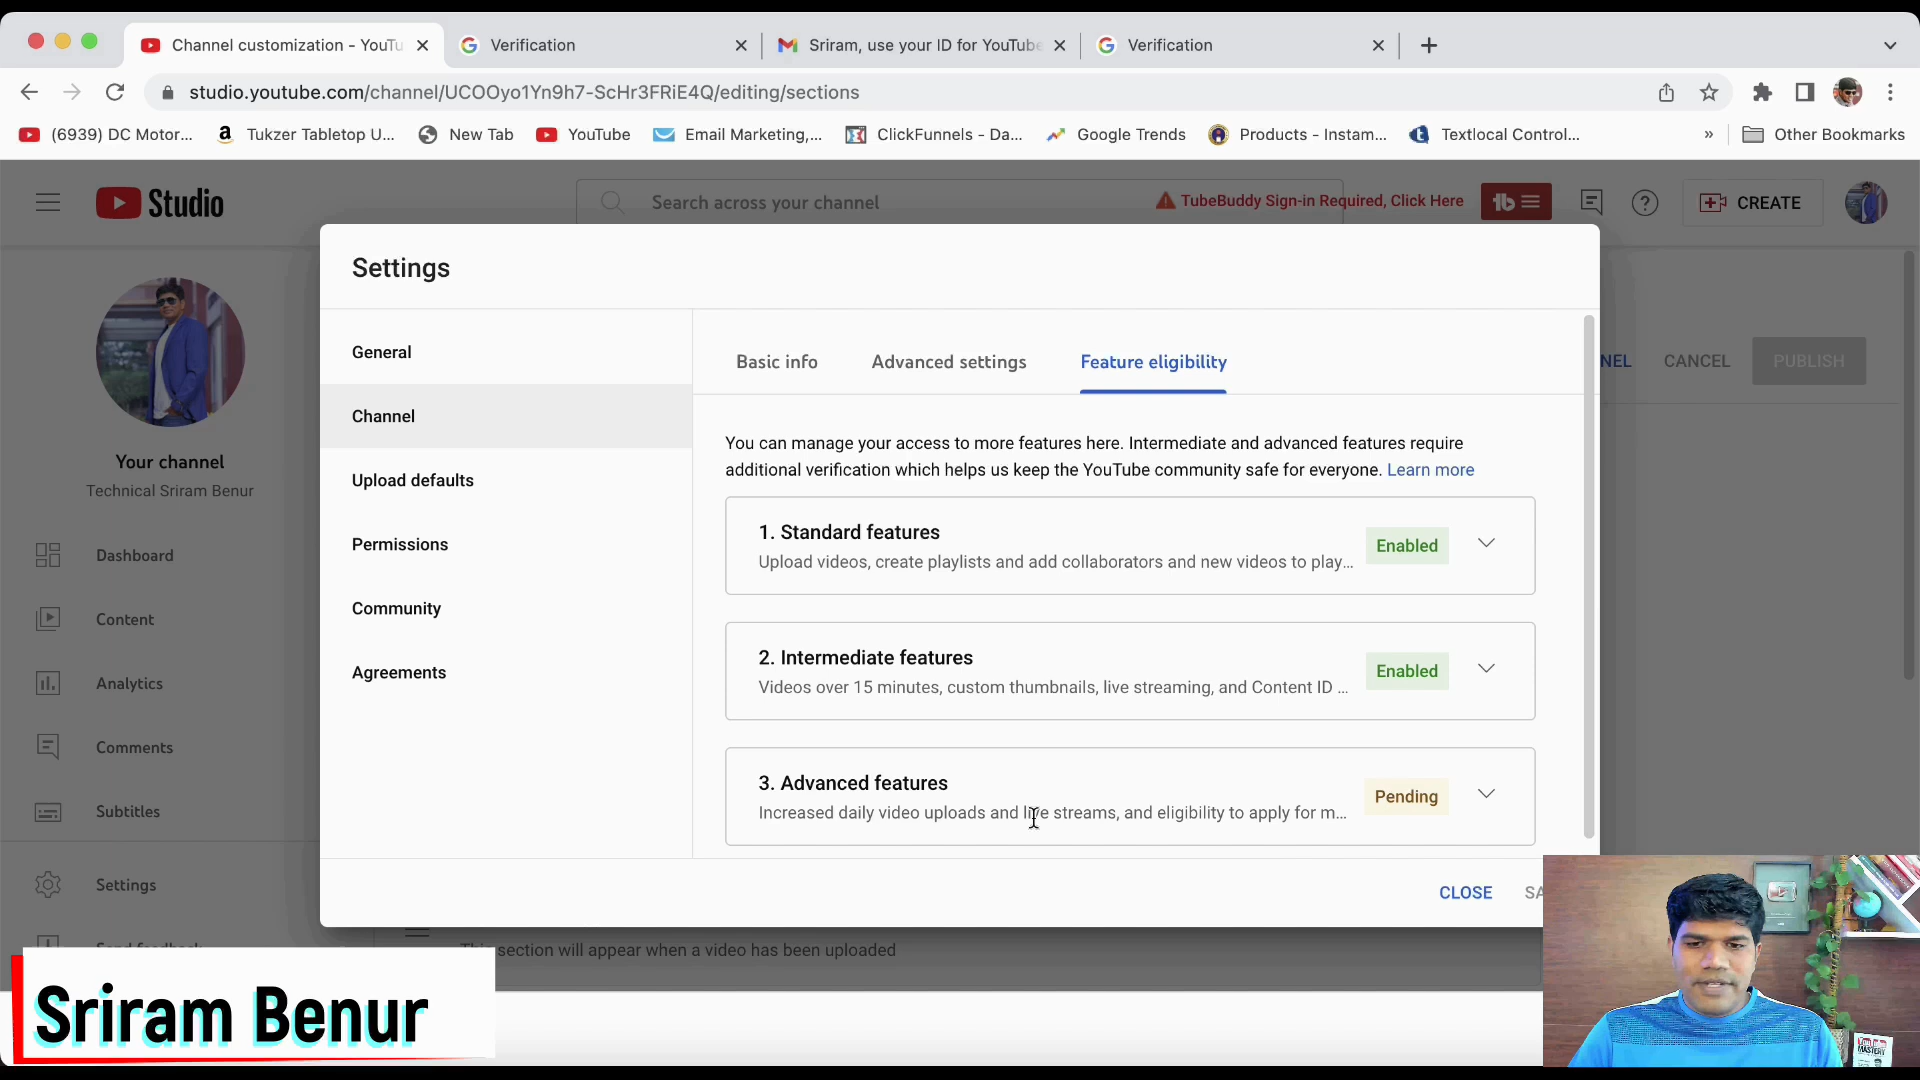 Channel customization - YouTu
Verification
Sriram, use your ID for YouTube
Verification
studio.youtube.com/channel/UCOOyo1Yn9h7-ScHr3FRiE4Q/editing/sections
(6939) DC Motor...
Tukzer Tabletop U...
New Tab
YouTube
Email Marketing,...
ClickFunnels - Da...
Google Trends
Products - Instam...
Textlocal Control...
»
Other Bookmarks
Studio
Search across your channel
TubeBuddy Sign-in Required, Click Here
tb
CREATE
Settings
General
Channel
Upload defaults
Permissions
Community
Agreements
Basic info
Advanced settings
Feature eligibility
You can manage your access to more features here. Intermediate and advanced features require
additional verification which helps us keep the YouTube community safe for everyone. Learn more
1. Standard features
Upload videos, create playlists and add collaborators and new videos to play...
Enabled
2. Intermediate features
Videos over 15 minutes, custom thumbnails, live streaming, and Content ID ...
Enabled
3. Advanced features
Increased daily video uploads and live streams, and eligibility to apply for m...
Pending
CLOSE
SA
NEL
CANCEL
PUBLISH
Your channel
Technical Sriram Benur
Dashboard
Content
Analytics
Comments
Subtitles
Settings
Send feedback
This section will appear when a video has been uploaded
Sriram Benur
MASTERY